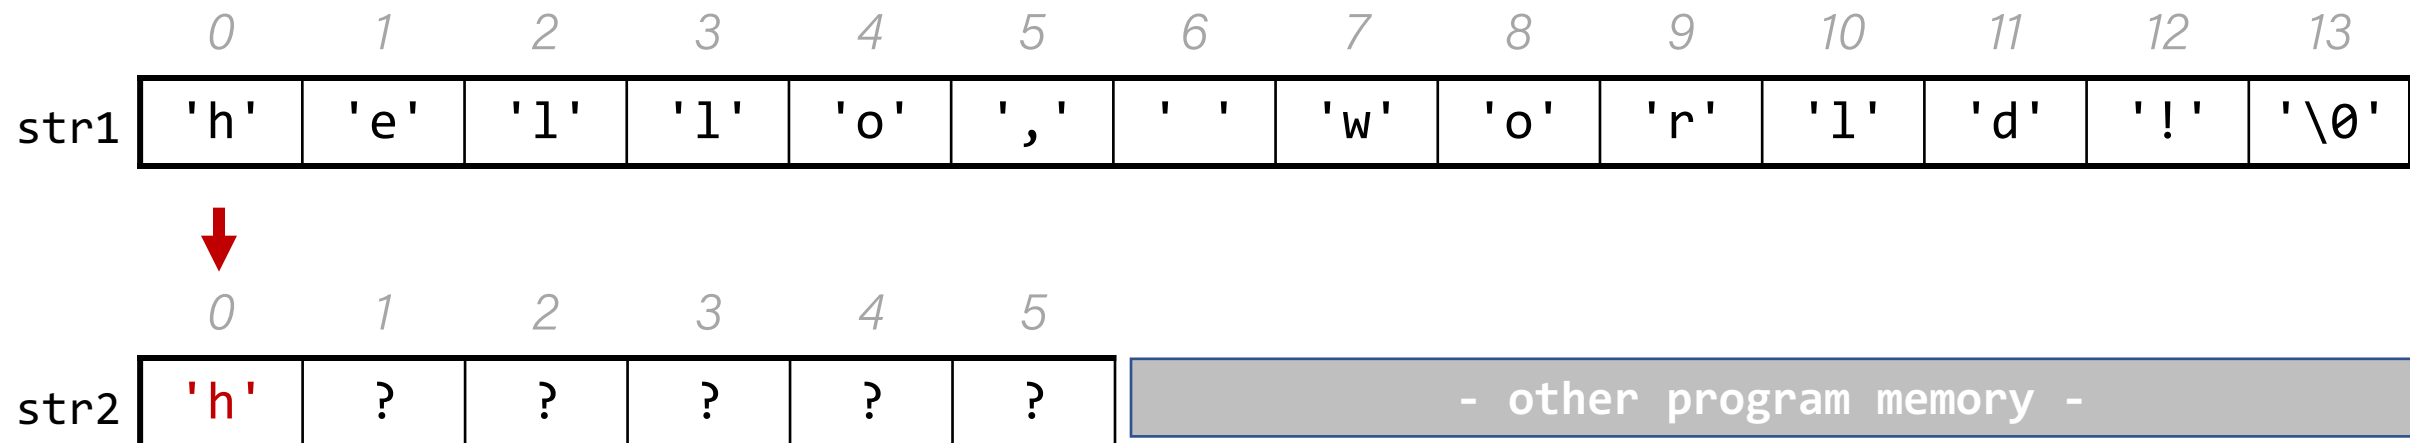 0 1 2 3 4 5 6 7 8 9 10 11 12 13
str1 'h' 'e' 'l' 'l' 'o' ',' ' ' 'w' 'o' 'r' 'l' 'd' '!' '\0'
0 1 2 3 4 5
str2 'h' ? ? ? ? ? - other program memory -